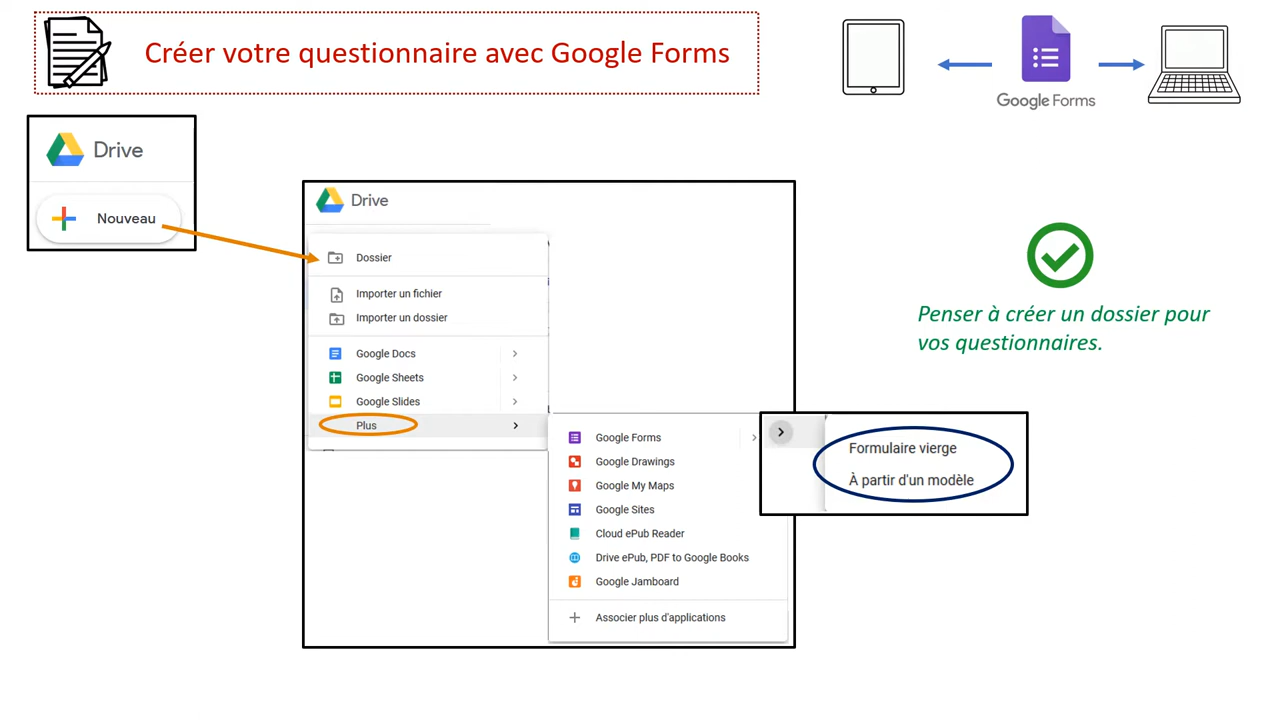 Créer votre questionnaire avec Google Forms
Google Forms
Drive
Nouveau
Drive
Dossier
Importer un fichier
Importer un dossier
Google Docs
Google Sheets
Google Slides
Plus
Google Forms
Google Drawings
Google My Maps
Google Sites
Cloud ePub Reader
Drive ePub, PDF to Google Books
Google Jamboard
Associer plus d'applications
Formulaire vierge
À partir d'un modèle
Penser à créer un dossier pour
vos questionnaires.